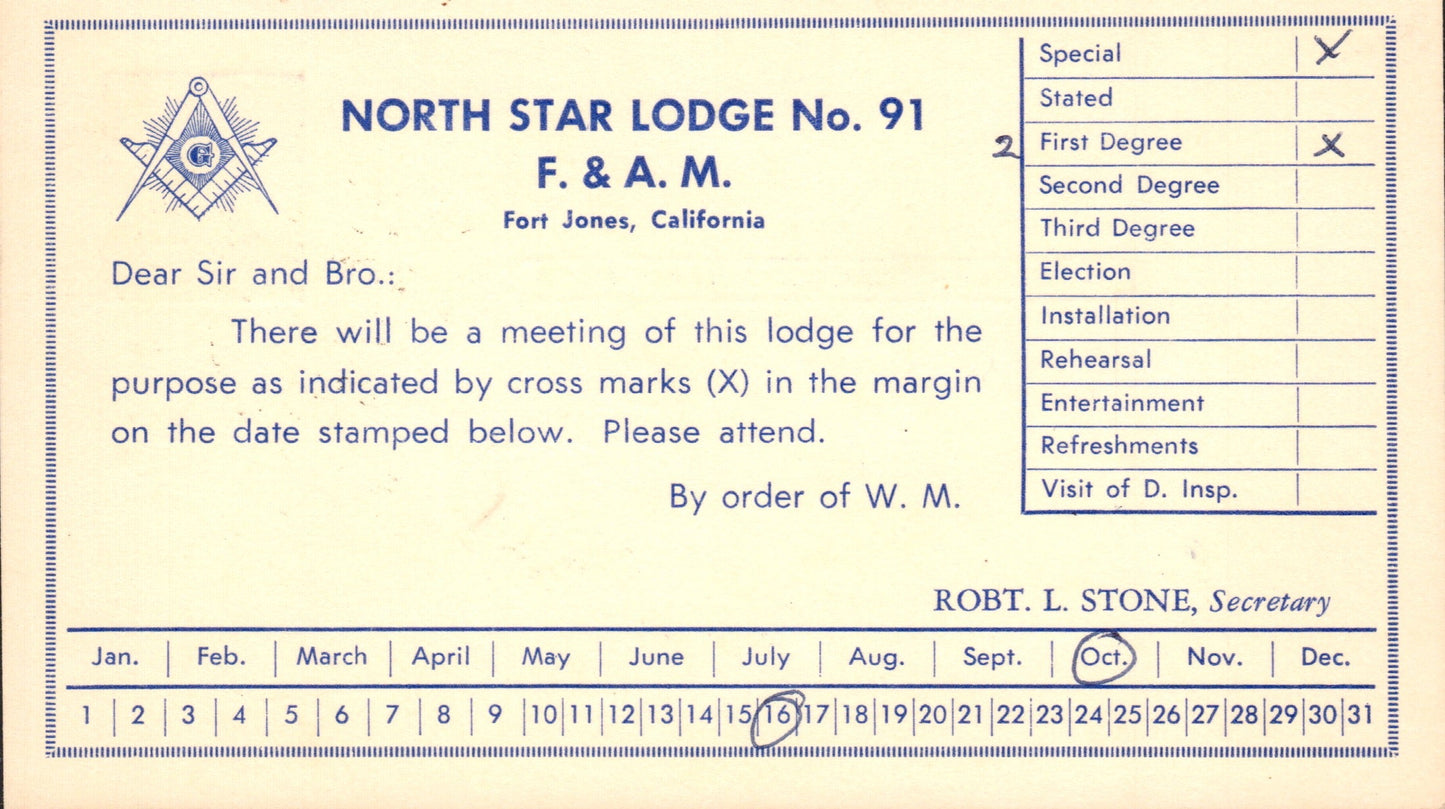 G
NORTH STAR LODGE No. 91
F. & A. M.
Fort Jones, California
Dear Sir and Bro.:
There will be a meeting of this lodge for the
purpose as indicated by cross marks (X) in the margin
on the date stamped below. Please attend.
By order of W. M.
Special X
Stated
2 First Degree X
Second Degree
Third Degree
Election
Installation
Rehearsal
Entertainment
Refreshments
Visit of D. Insp.
ROBT. L. STONE, Secretary
Jan. Feb. March April May June July Aug. Sept. Oct. Nov. Dec.
1 2 3 4 5 6 7 8 9 10 11 12 13 14 15 16 17 18 19 20 21 22 23 24 25 26 27 28 29 30 31